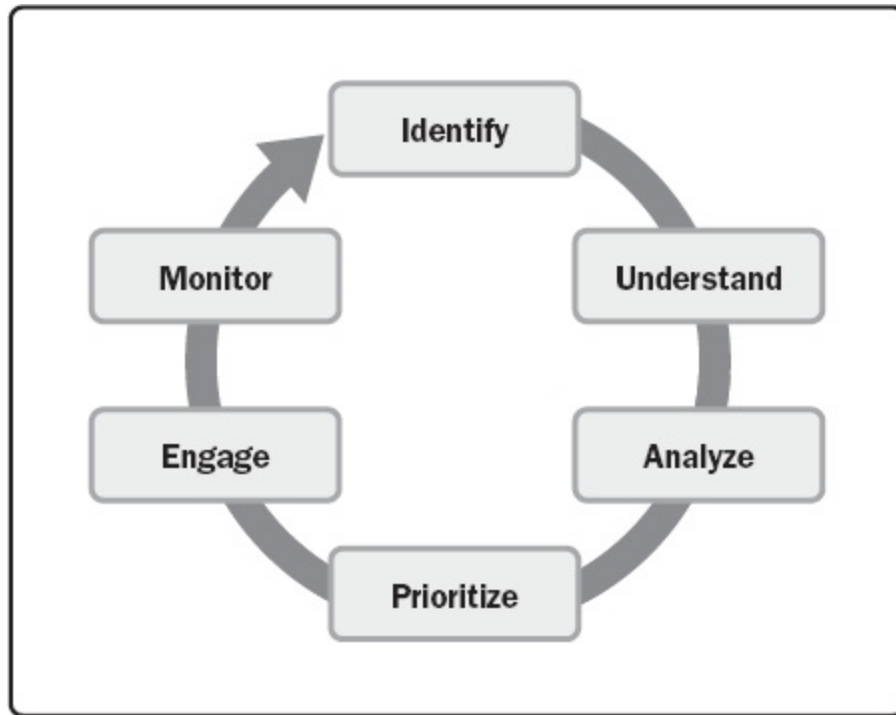 Identify
Understand
Analyze
Prioritize
Engage
Monitor